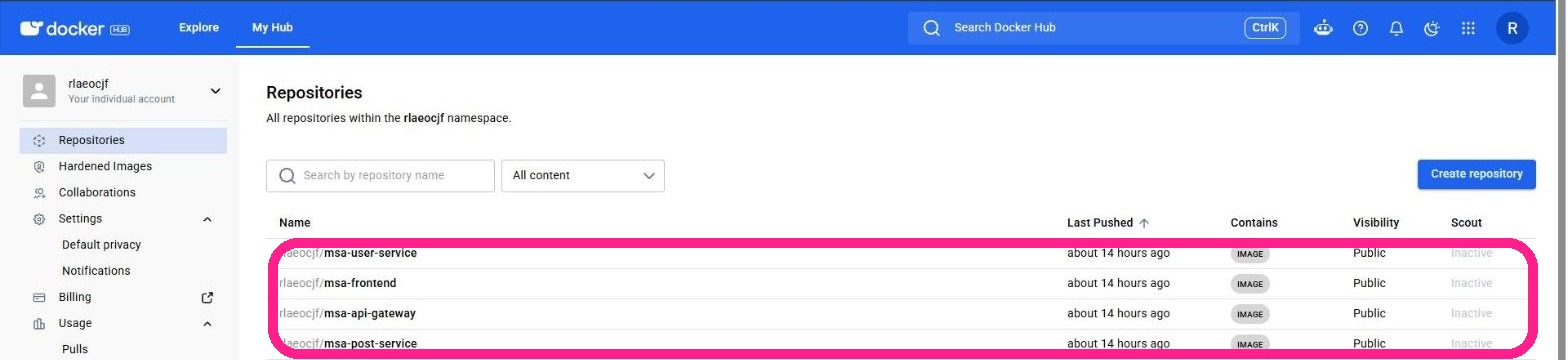 docker HUB Explore My Hub Search Docker Hub CtrlK R
rlaeocjf
Your individual account
Repositories
Hardened Images
Collaborations
Settings
Default privacy
Notifications
Billing
Usage
Pulls
Repositories
All repositories within the rlaeocjf namespace.
Search by repository name All content Create repository
Name Last Pushed Contains Visibility Scout
rlaeocjf/msa-user-service about 14 hours ago IMAGE Public Inactive
rlaeocjf/msa-frontend about 14 hours ago IMAGE Public Inactive
rlaeocjf/msa-api-gateway about 14 hours ago IMAGE Public Inactive
rlaeocjf/msa-post-service about 14 hours ago IMAGE Public Inactive